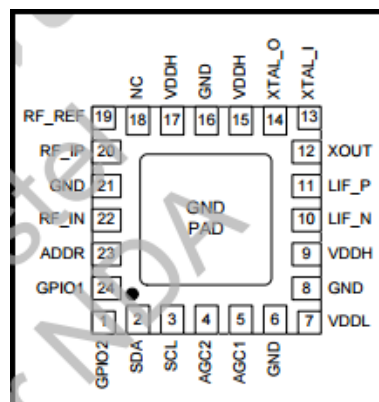 NC VDDH GND VDDH XTAL_O XTAL_I
RF_REF 19 18 17 16 15 14 13
RF_IP 20 12 XOUT
GND 21 11 LIF_P
RF_IN 22 10 LIF_N
ADDR 23 9 VDDH
GPIO1 24 8 GND
GND
PAD
1 2 3 4 5 6 7 VDDL
GPIO2 SDA SCL AGC2 AGC1 GND
NDA